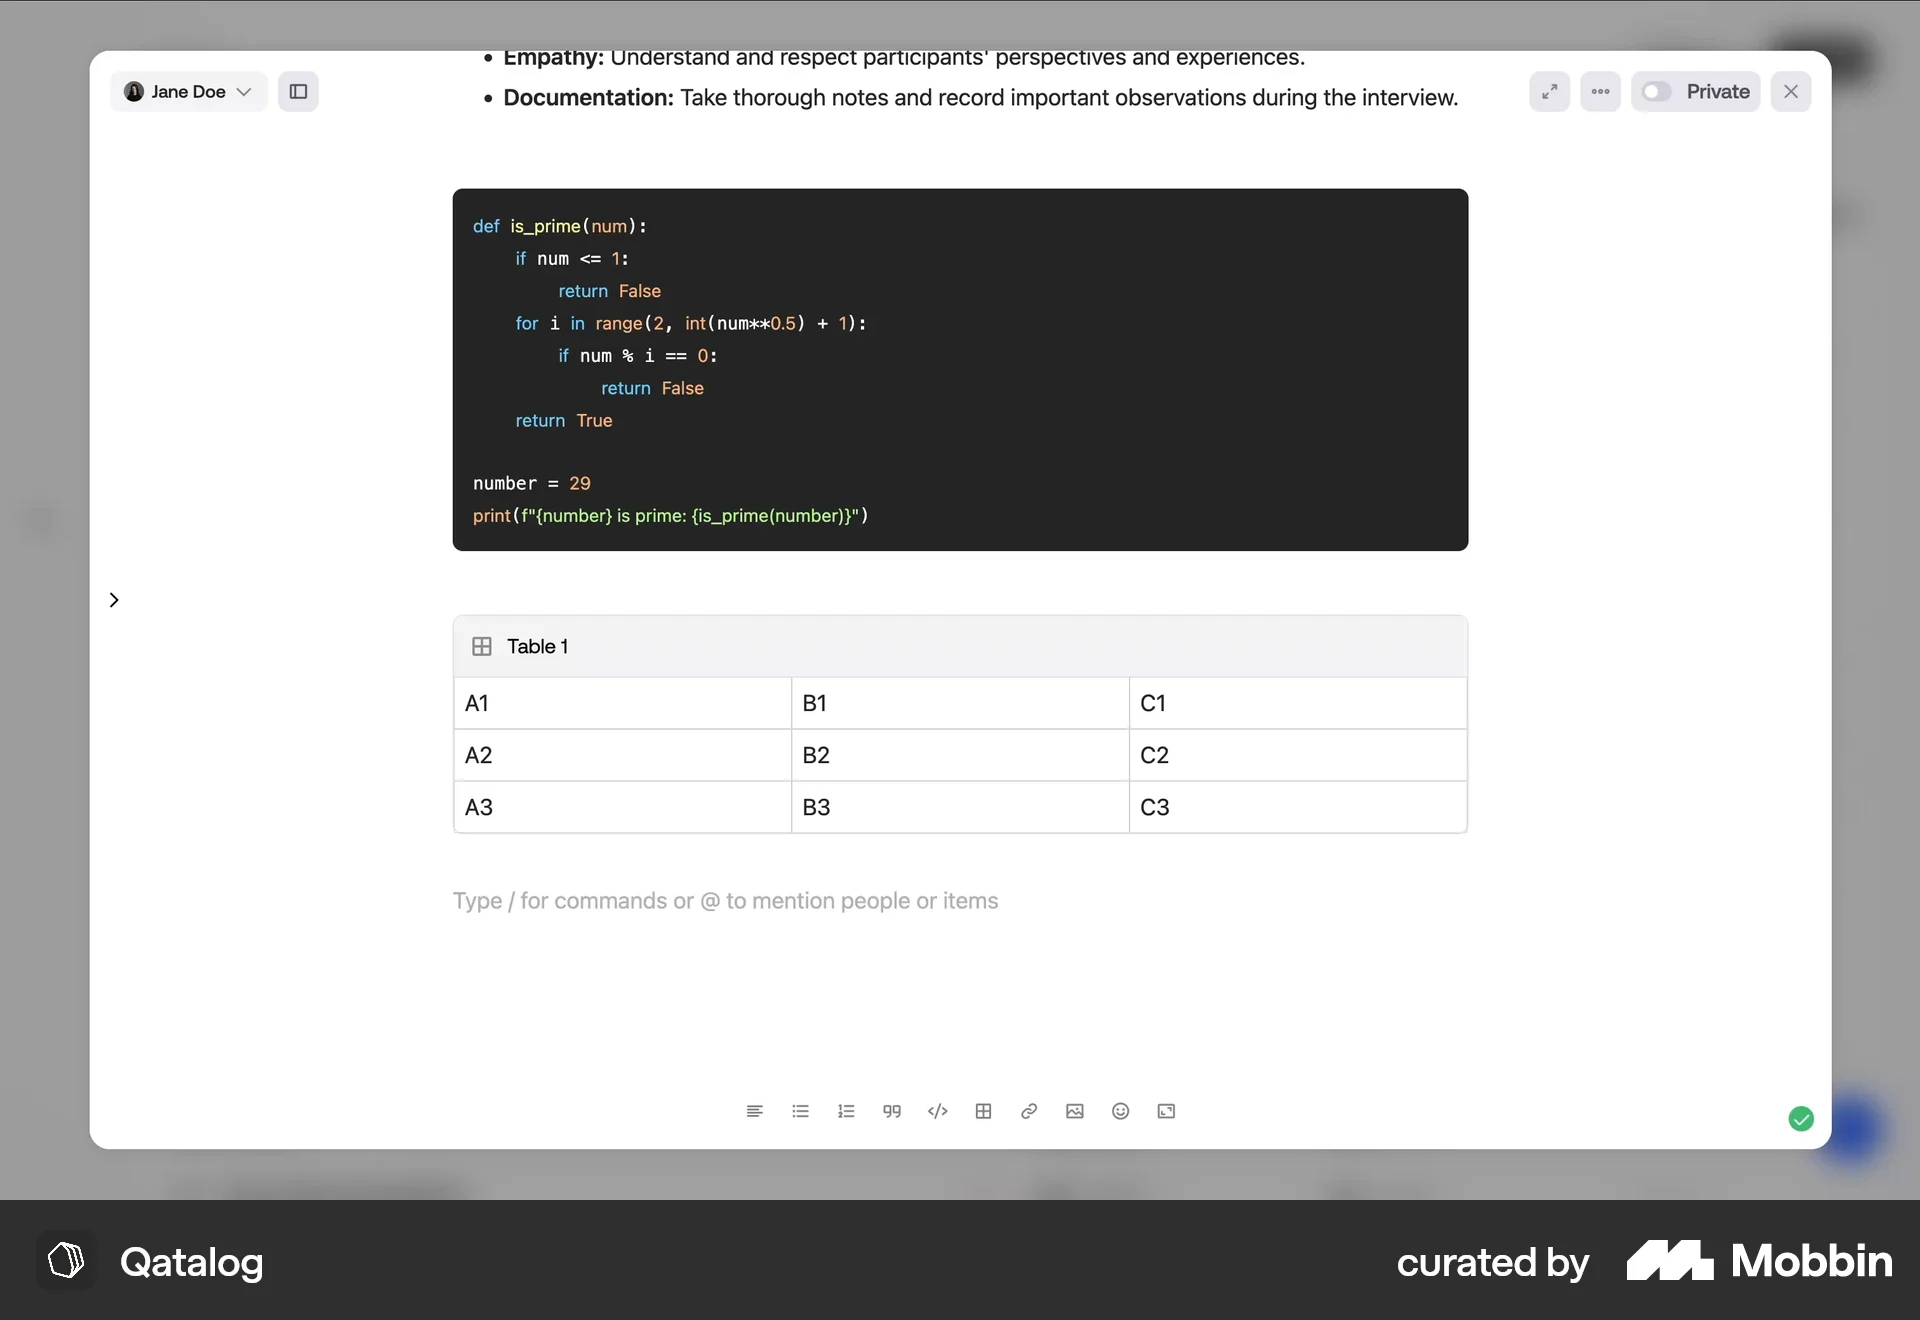 • Empathy: Understand and respect participants' perspectives and experiences.
Jane Doe
• Documentation: Take thorough notes and record important observations during the interview.
Private
def is_prime(num):
    if num <= 1:
        return False
    for i in range(2, int(num**0.5) + 1):
        if num % i == 0:
            return False
    return True
number = 29
print(f"{number} is prime: {is_prime(number)}")
Table 1
A1 B1 C1
A2 B2 C2
A3 B3 C3
Type / for commands or @ to mention people or items
Qatalog
curated by Mobbin